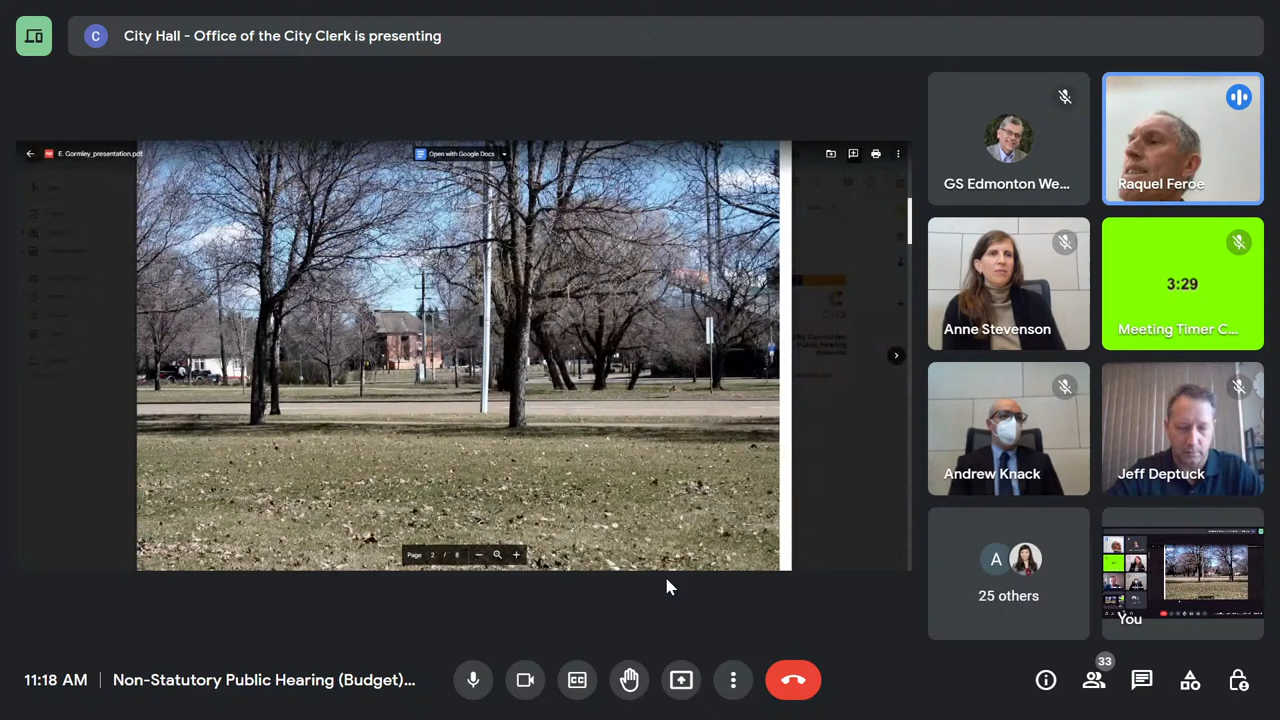 C
City Hall - Office of the City Clerk is presenting
E. Gormley_presentation.pdf
Open with Google Docs
Page 2 / 8
GS Edmonton We...
Raquel Feroe
Anne Stevenson
3:29
Meeting Timer C...
Andrew Knack
Jeff Deptuck
A
25 others
You
11:18 AM
Non-Statutory Public Hearing (Budget)...
33